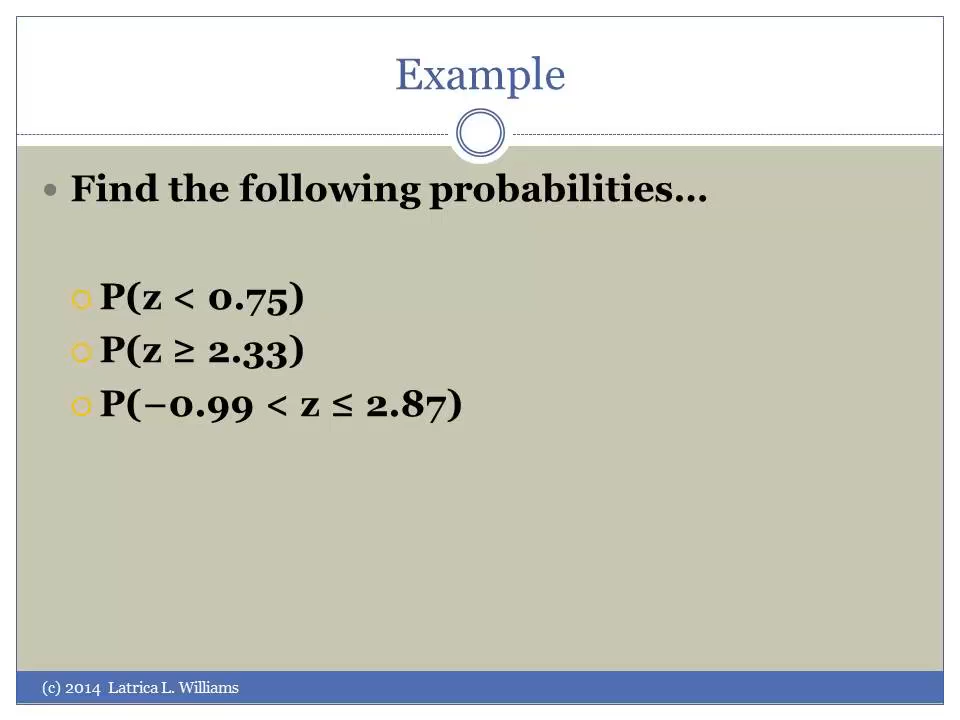 Example
Find the following probabilities...
P(z < 0.75)
P(z ≥ 2.33)
P(−0.99 < z ≤ 2.87)
(c) 2014 Latrica L. Williams